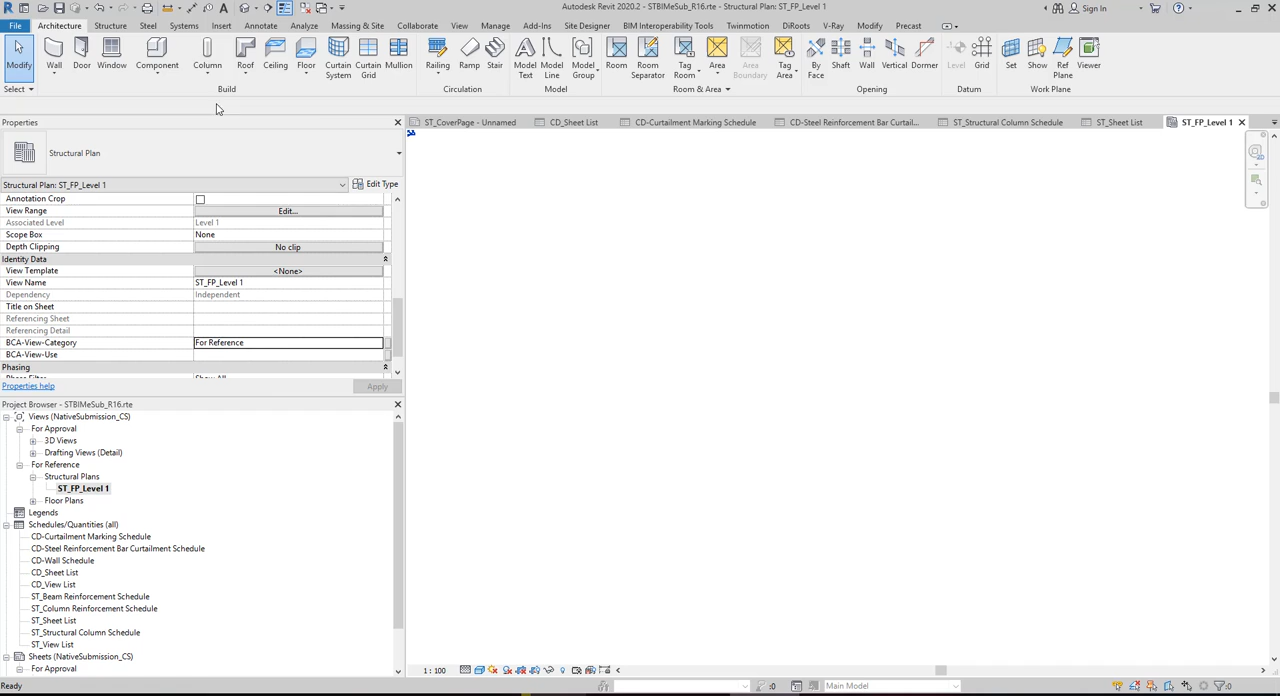 Autodesk Revit 2020.2 - STBIMeSub_R16.rte - Structural Plan: ST_FP_Level 1
Sign In
File Architecture Structure Steel Systems Insert Annotate Analyze Massing & Site Collaborate View Manage Add-Ins Site Designer BIM Interoperability Tools Twinmotion DiRoots V-Ray Modify Precast
Modify Wall Door Window Component Column Roof Ceiling Floor Curtain System Curtain Grid Mullion Railing Ramp Stair Model Text Model Line Model Group Room Room Separator Tag Room Area Area Boundary Tag Area By Face Shaft Wall Vertical Dormer Level Grid Set Show Ref Plane Viewer
Select Build Circulation Model Room & Area Opening Datum Work Plane
Properties
ST_CoverPage - Unnamed CD_Sheet List CD-Curtailment Marking Schedule CD-Steel Reinforcement Bar Curtail... ST_Structural Column Schedule ST_Sheet List ST_FP_Level 1
Structural Plan
Structural Plan: ST_FP_Level 1 Edit Type
Annotation Crop
View Range Edit...
Associated Level Level 1
Scope Box None
Depth Clipping No clip
Identity Data
View Template <None>
View Name ST_FP_Level 1
Dependency Independent
Title on Sheet
Referencing Sheet
Referencing Detail
BCA-View-Category For Reference
BCA-View-Use
Phasing
Phase Filter Show All
Properties help Apply
Project Browser - STBIMeSub_R16.rte
Views (NativeSubmission_CS)
For Approval
3D Views
Drafting Views (Detail)
For Reference
Structural Plans
ST_FP_Level 1
Floor Plans
Legends
Schedules/Quantities (all)
CD-Curtailment Marking Schedule
CD-Steel Reinforcement Bar Curtailment Schedule
CD-Wall Schedule
CD_Sheet List
CD_View List
ST_Beam Reinforcement Schedule
ST_Column Reinforcement Schedule
ST_Sheet List
ST_Structural Column Schedule
ST_View List
Sheets (NativeSubmission_CS)
For Approval
1 : 100
Ready :0 Main Model :0